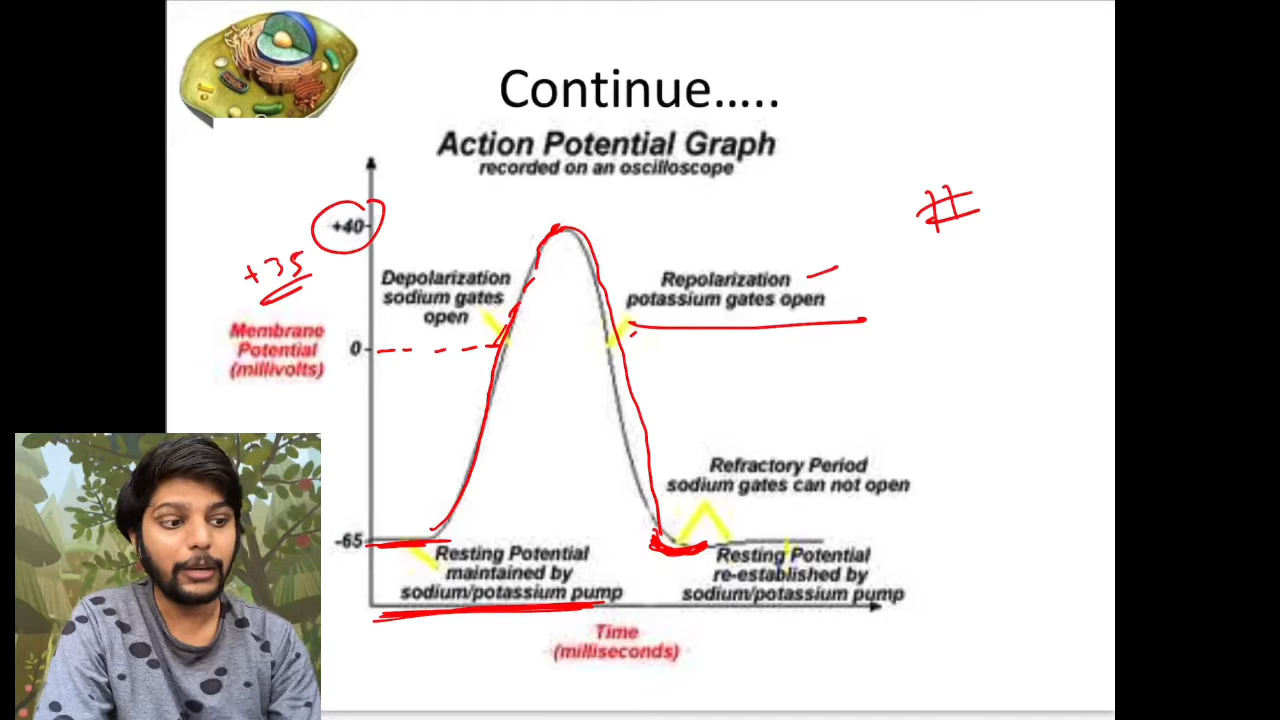 Continue…..
Action Potential Graph
recorded on an oscilloscope
+40
+35
Depolarization
sodium gates
open
Repolarization
potassium gates open
Membrane
Potential
(millivolts)
0
Refractory Period
sodium gates can not open
-65
Resting Potential
maintained by
sodium/potassium pump
Resting Potential
re-established by
sodium/potassium pump
Time
(milliseconds)